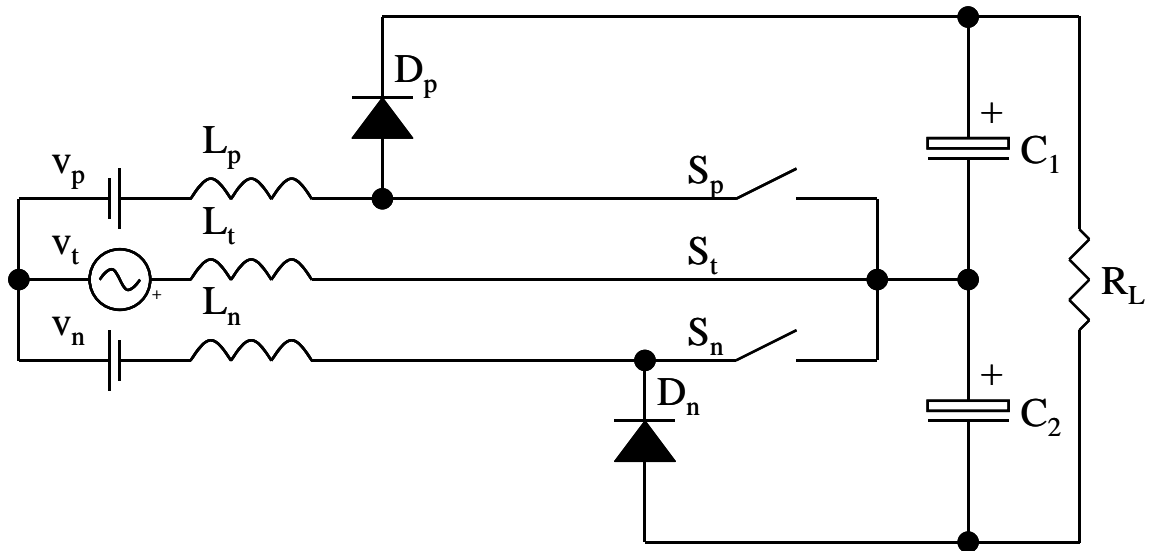 Dp
+
C1
vp
Lp
Sp
vt
+
Lt
St
RL
vn
Ln
Sn
Dn
+
C2